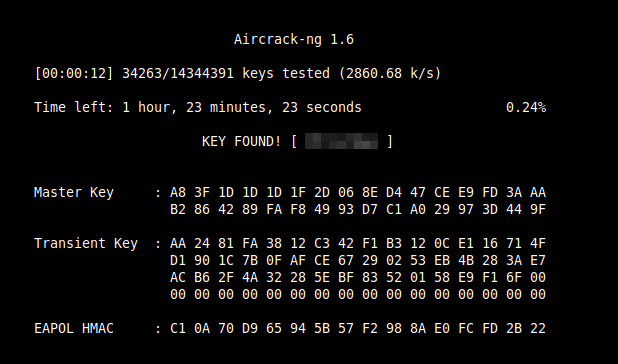 Aircrack-ng 1.6
[00:00:12] 34263/14344391 keys tested (2860.68 k/s)
Time left: 1 hour, 23 minutes, 23 seconds 0.24%
KEY FOUND! [ ]
Master Key : A8 3F 1D 1D 1D 1F 2D 06 8E D4 47 CE E9 FD 3A AA
B2 86 42 89 FA F8 49 93 D7 C1 A0 29 97 3D 44 9F
Transient Key : AA 24 81 FA 38 12 C3 42 F1 B3 12 0C E1 16 71 4F
D1 90 1C 7B 0F AF CE 67 29 02 53 EB 4B 28 3A E7
AC B6 2F 4A 32 28 5E BF 83 52 01 58 E9 F1 6F 00
00 00 00 00 00 00 00 00 00 00 00 00 00 00 00 00
EAPOL HMAC : C1 0A 70 D9 65 94 5B 57 F2 98 8A E0 FC FD 2B 22